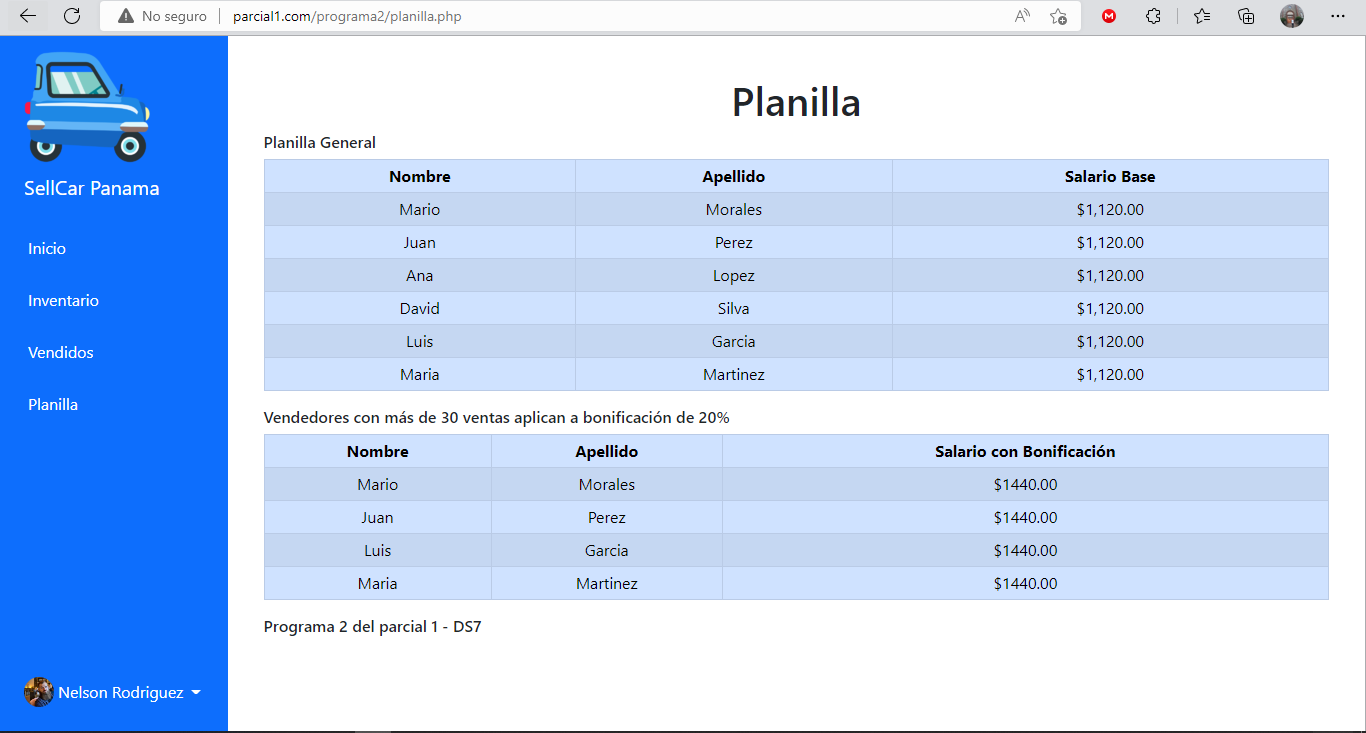 No seguro parcial1.com/programa2/planilla.php
Planilla
SellCar Panama
Inicio
Inventario
Vendidos
Planilla
Nelson Rodriguez
Planilla General
Nombre Apellido Salario Base
Mario Morales $1,120.00
Juan Perez $1,120.00
Ana Lopez $1,120.00
David Silva $1,120.00
Luis Garcia $1,120.00
Maria Martinez $1,120.00
Vendedores con más de 30 ventas aplican a bonificación de 20%
Nombre Apellido Salario con Bonificación
Mario Morales $1440.00
Juan Perez $1440.00
Luis Garcia $1440.00
Maria Martinez $1440.00
Programa 2 del parcial 1 - DS7